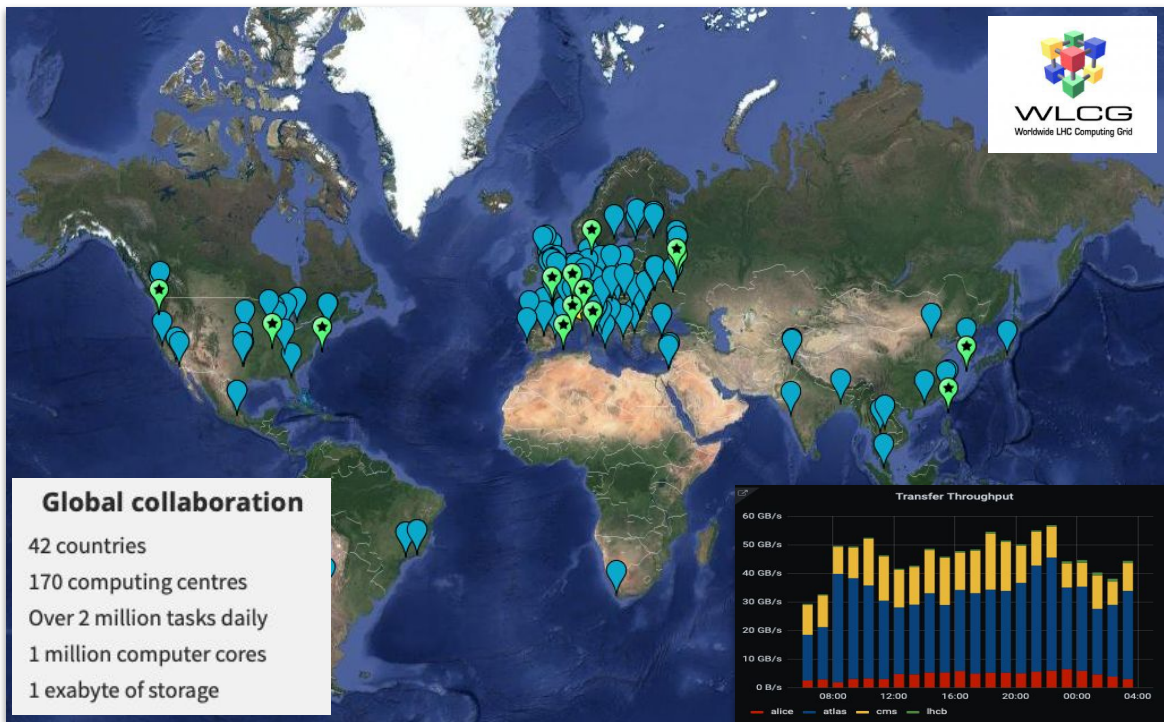 WLCG
Worldwide LHC Computing Grid
Global collaboration
42 countries
170 computing centres
Over 2 million tasks daily
1 million computer cores
1 exabyte of storage
Transfer Throughput
60 GB/s
50 GB/s
40 GB/s
30 GB/s
20 GB/s
10 GB/s
0 B/s
08:00 12:00 16:00 20:00 00:00 04:00
alice atlas cms lhcb